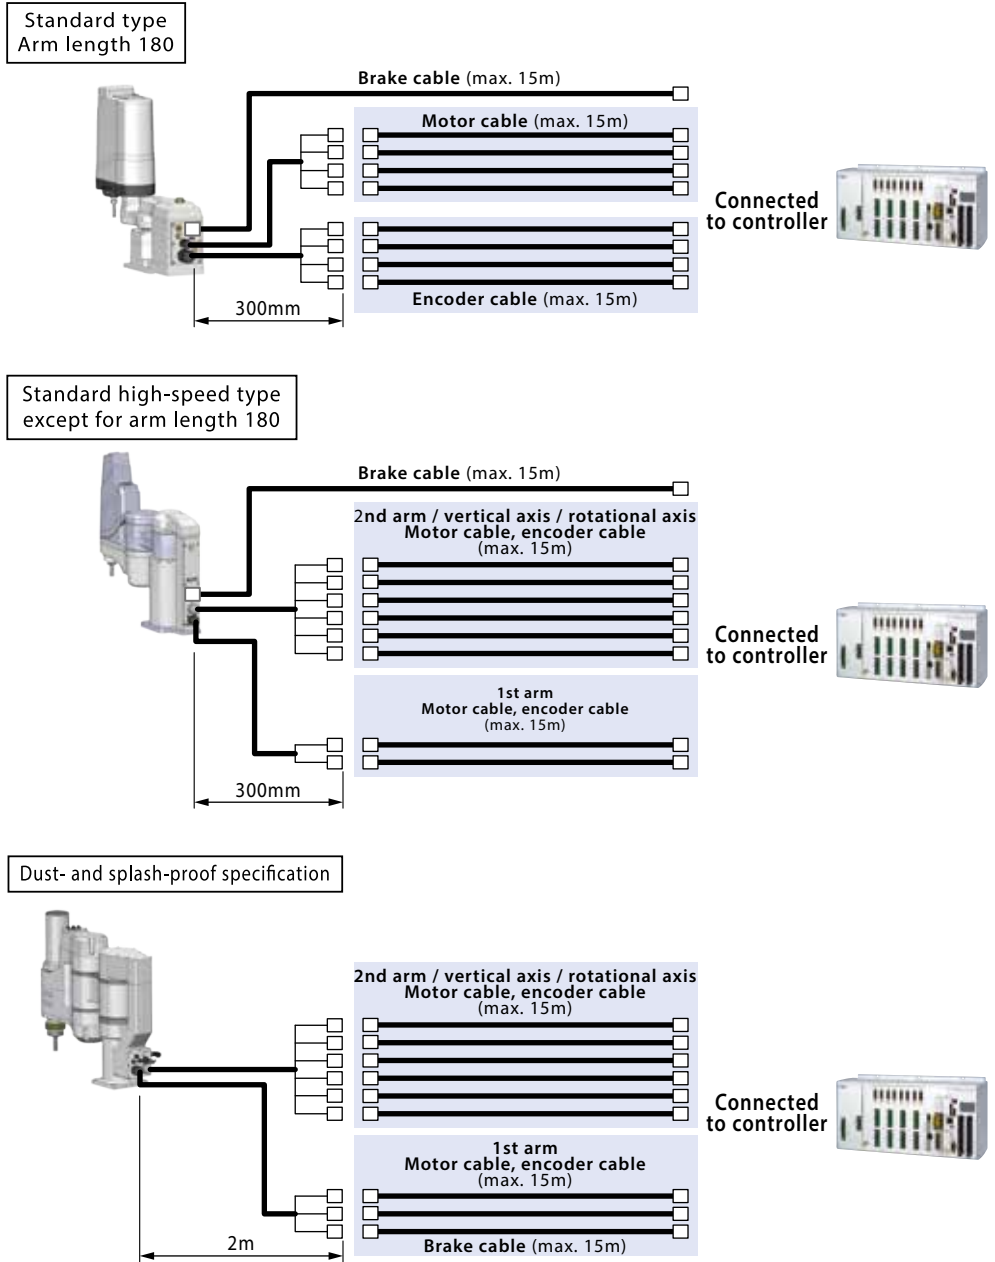 Standard type
Arm length 180
Brake cable (max. 15m)
Motor cable (max. 15m)
Connected
to controller
Encoder cable (max. 15m)
300mm
Standard high-speed type
except for arm length 180
Brake cable (max. 15m)
2nd arm / vertical axis / rotational axis
Motor cable, encoder cable
(max. 15m)
Connected
to controller
1st arm
Motor cable, encoder cable
(max. 15m)
300mm
Dust- and splash-proof specification
2nd arm / vertical axis / rotational axis
Motor cable, encoder cable
(max. 15m)
Connected
to controller
1st arm
Motor cable, encoder cable
(max. 15m)
2m
Brake cable (max. 15m)